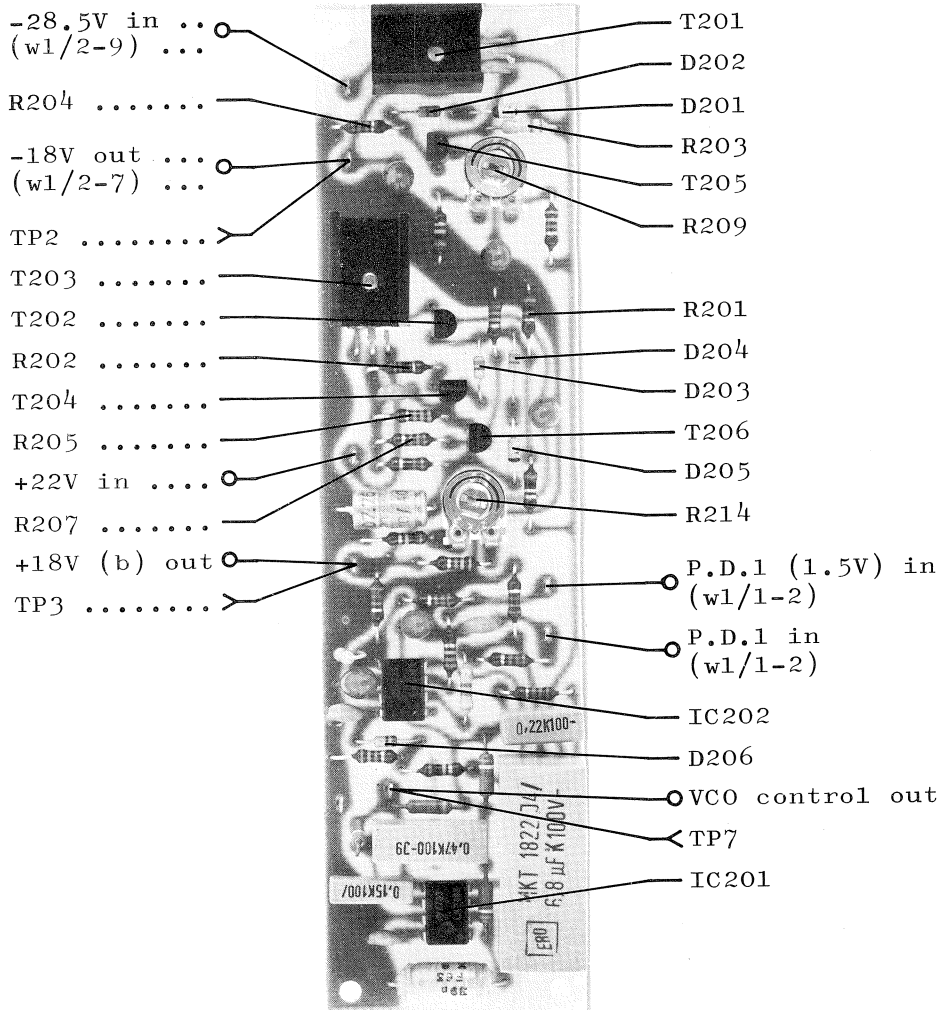 -28.5V in ..
(w1/2-9) ...
R204 .......
-18V out ...
(w1/2-7) ...
TP2 ........
T203 ......
T202 ......
R202 ......
T204 ......
R205 ......
+22V in ....
R207 .......
+18V (b) out
TP3 ........
T201
D202
D201
R203
T205
R209
R201
D204
D203
T206
D205
R214
P.D.1 (1.5V) in
(w1/1-2)
P.D.1 in
(w1/1-2)
IC202
D206
VCO control out
TP7
IC201
0,22K100-
MKT 1822 D4/
6,8 µF K100V-
ERO
0,47K100-39
0,15K100/
39n